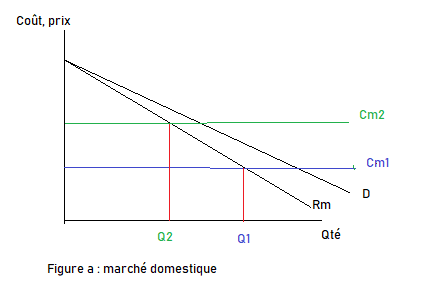 Coût, prix
Cm2
Cm1
D
Rm
Q2
Q1
Qté
Figure a : marché domestique